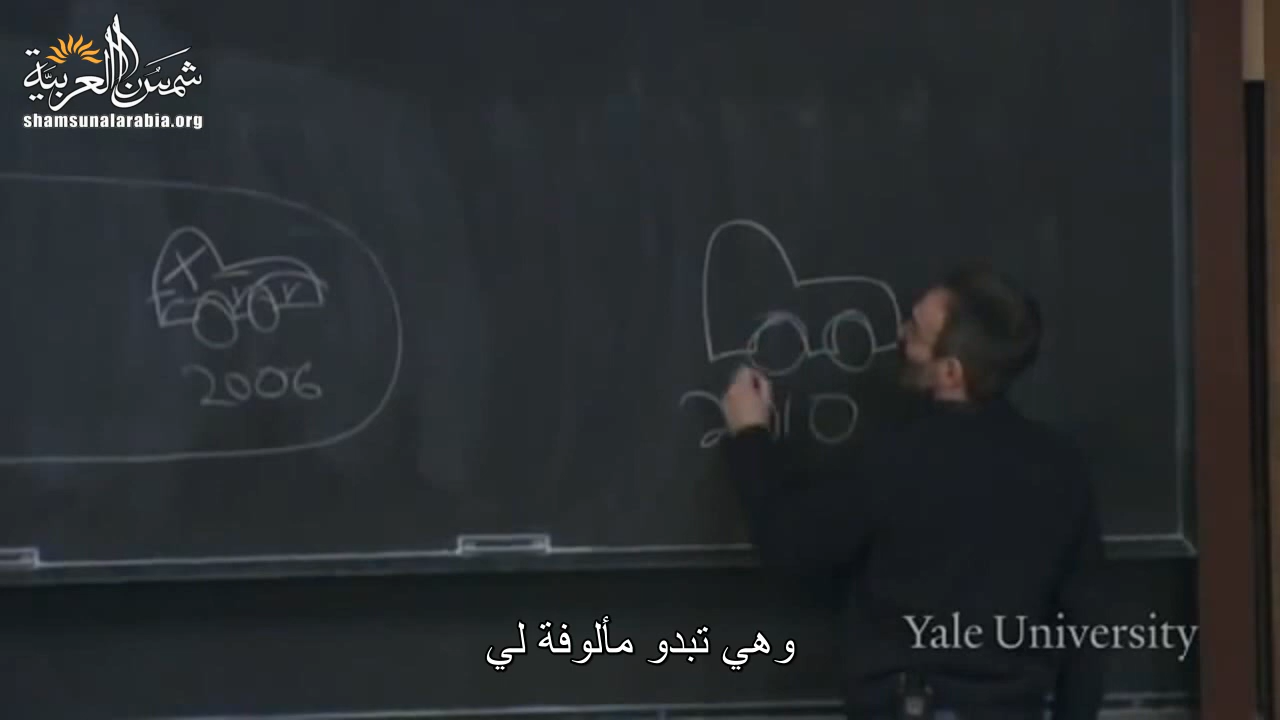 شمس العربية
shamsunalarabia.org
X
2006
2010
وهي تبدو مألوفة لي
Yale University